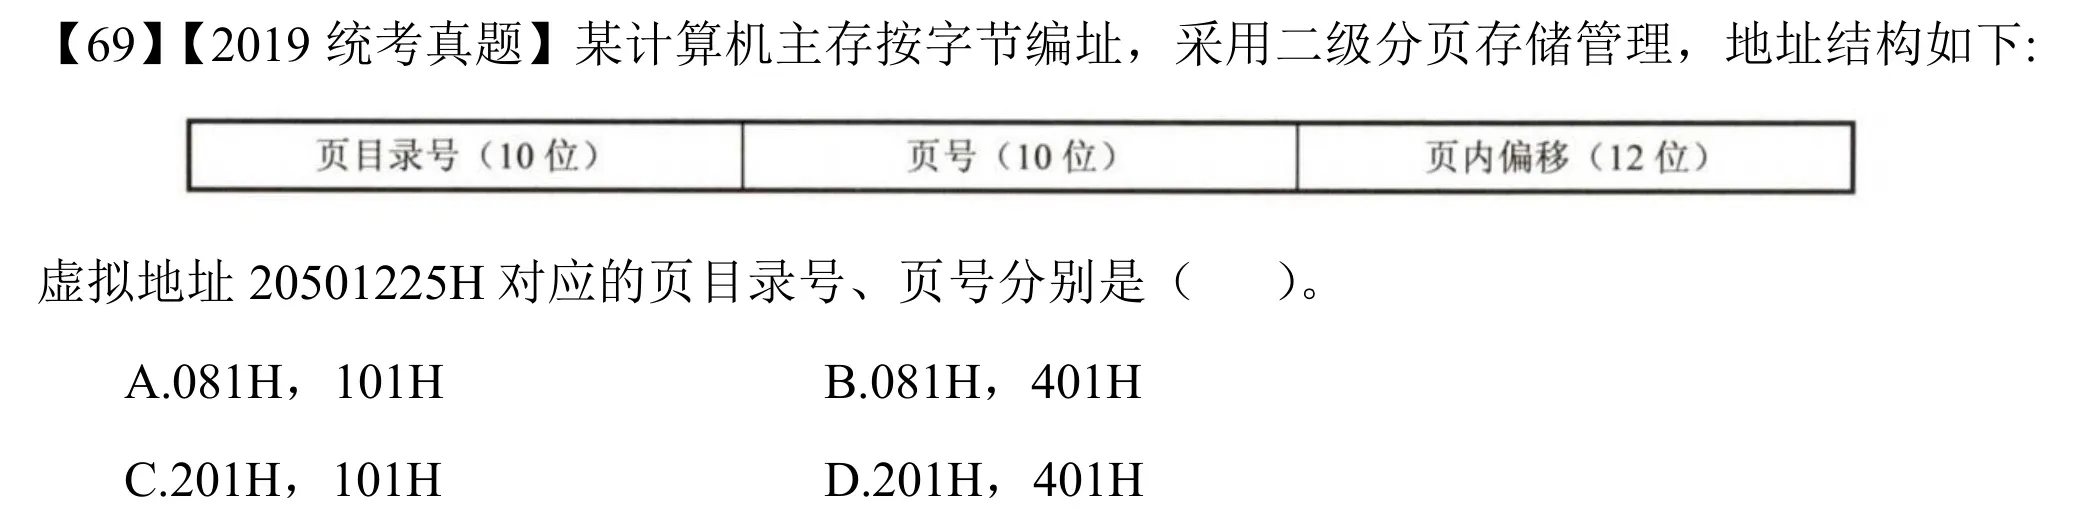 【69】【2019 统考真题】某计算机主存按字节编址，采用二级分页存储管理，地址结构如下:
页目录号（10 位） 页号（10 位） 页内偏移（12 位）
虚拟地址 20501225H 对应的页目录号、页号分别是（ ）。
A.081H，101H B.081H，401H
C.201H，101H D.201H，401H